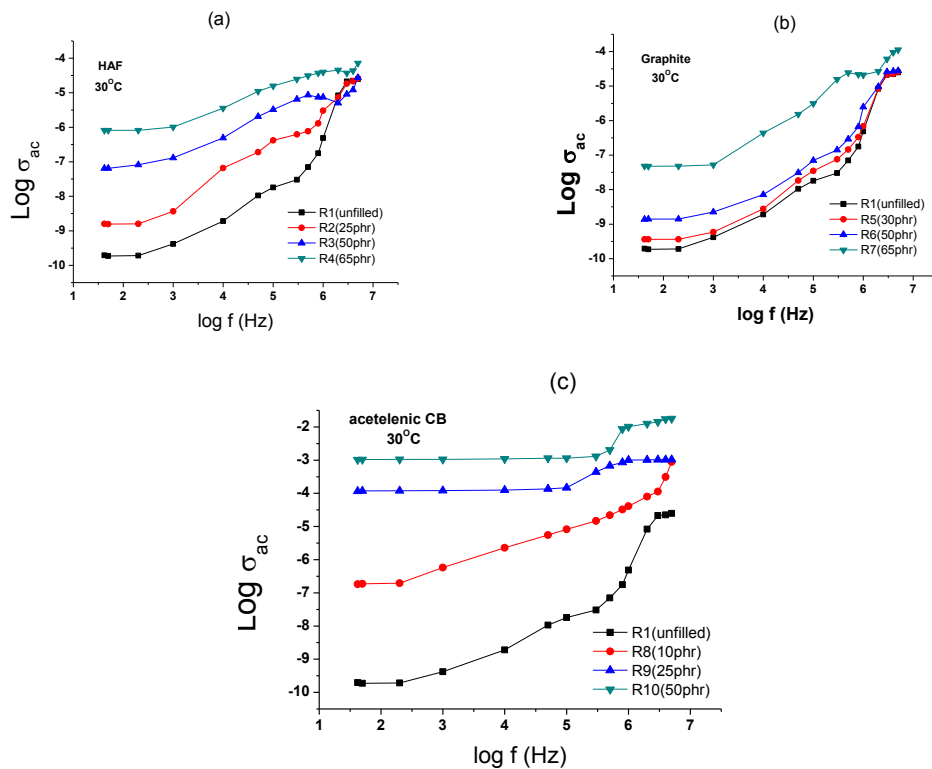 (a)
HAF
30°C
-4
-5
-6
-7
-8
-9
-10
Log σac
R1(unfilled)
R2(25phr)
R3(50phr)
R4(65phr)
1 2 3 4 5 6 7
log f (Hz)
(b)
Graphite
30°C
-4
-5
-6
-7
-8
-9
-10
Log σac
R1(unfilled)
R5(30phr)
R6(50phr)
R7(65phr)
1 2 3 4 5 6 7
log f (Hz)
(c)
acetelenic CB
30°C
-2
-3
-4
-5
-6
-7
-8
-9
-10
Log σac
R1(unfilled)
R8(10phr)
R9(25phr)
R10(50phr)
1 2 3 4 5 6 7
log f (Hz)